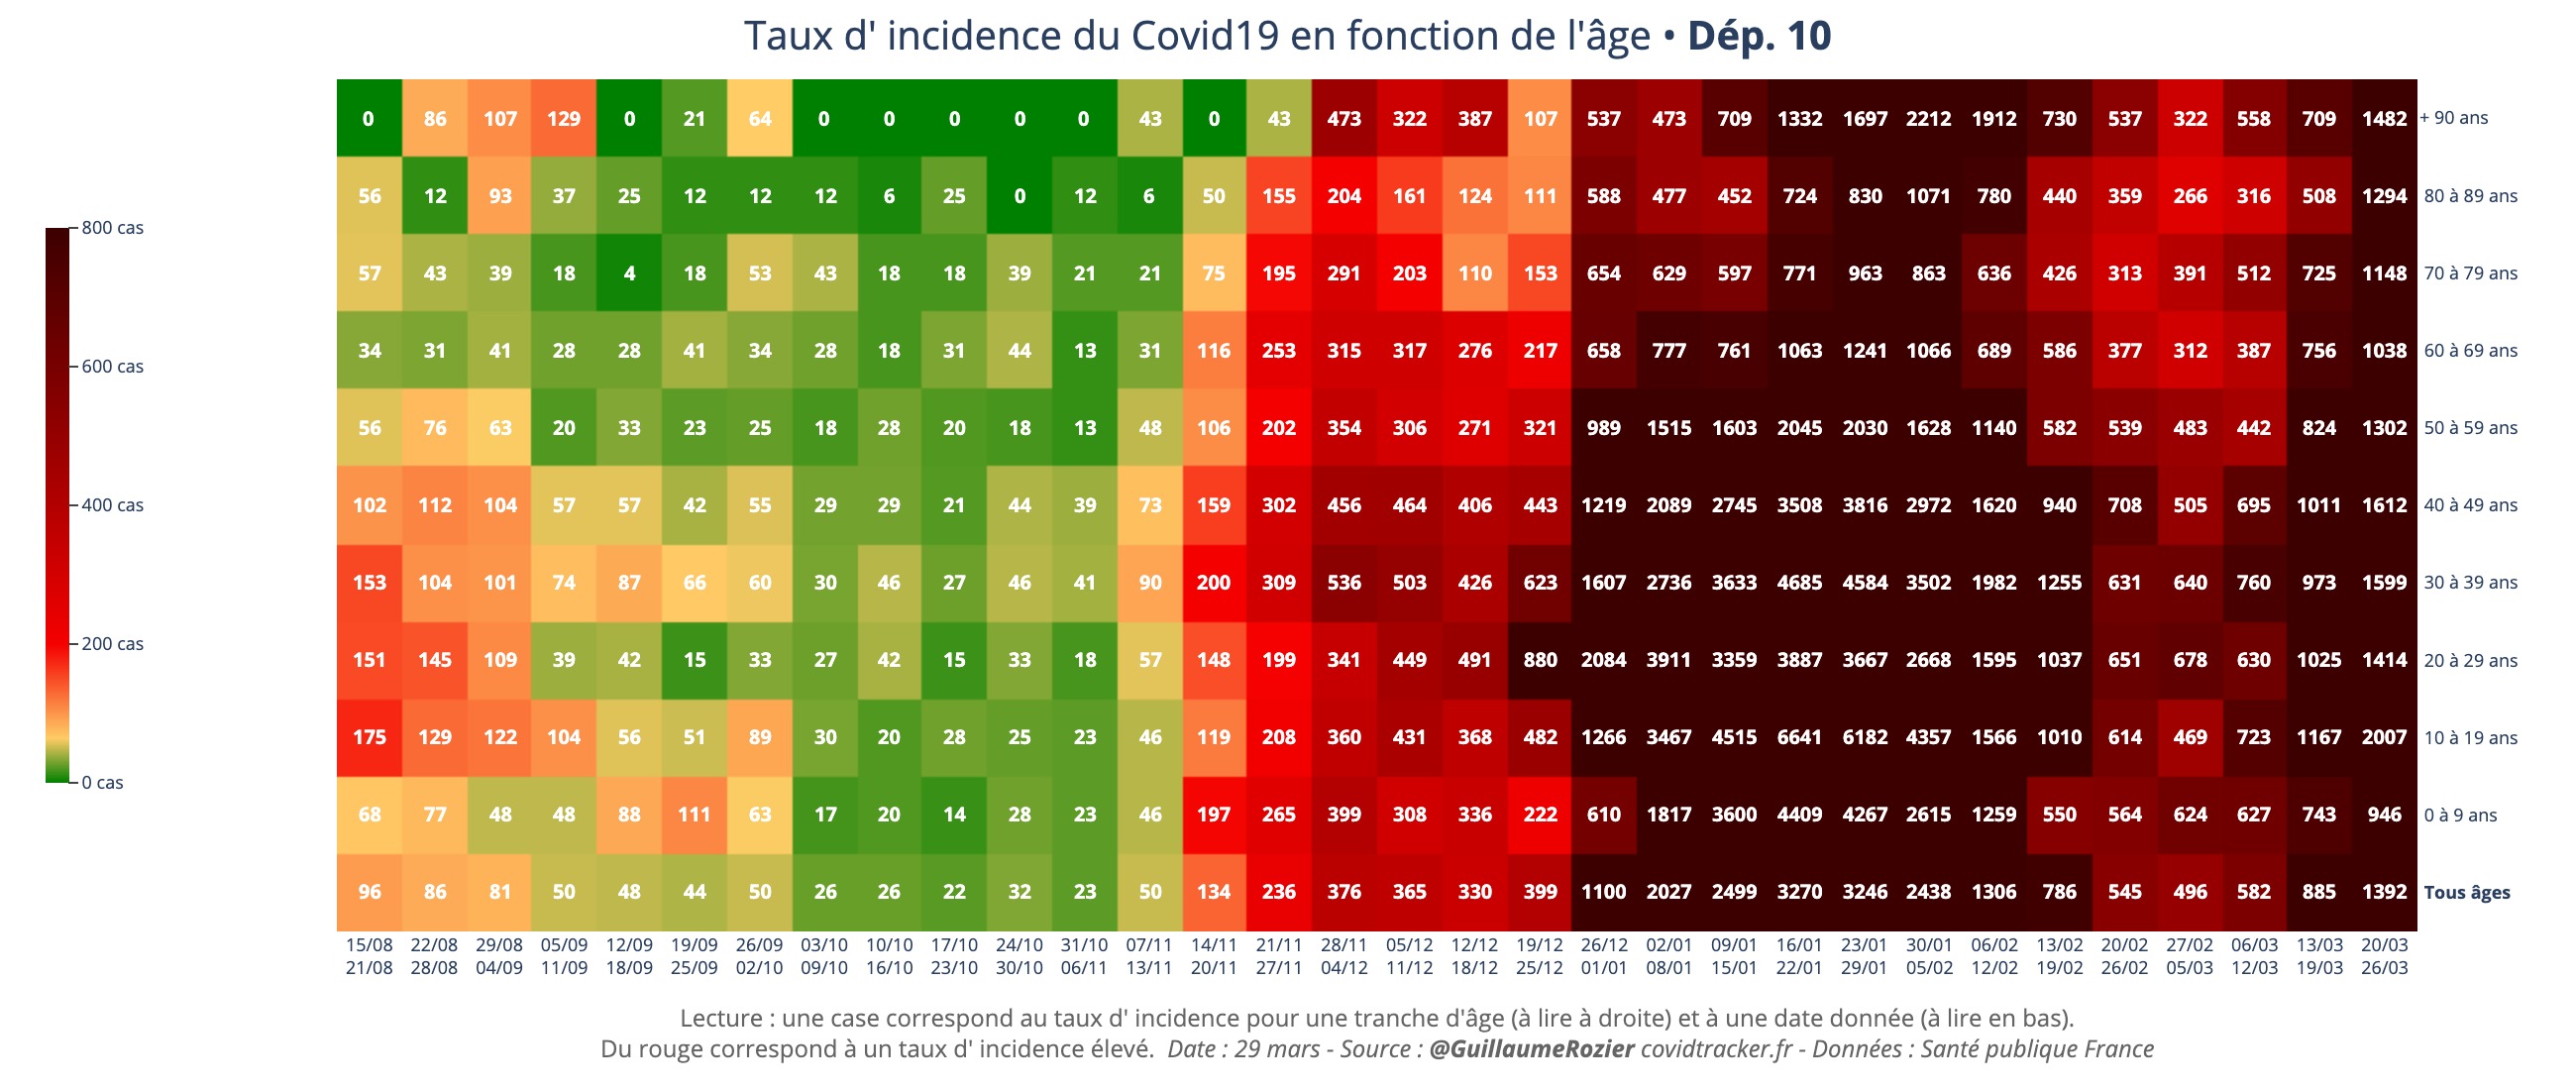 Taux d' incidence du Covid19 en fonction de l'âge • Dép. 10
0 86 107 129 0 21 64 0 0 0 0 0 43 0 43 473 322 387 107 537 473 709 1332 1697 2212 1912 730 537 322 558 709 1482 + 90 ans
56 12 93 37 25 12 12 12 6 25 0 12 6 50 155 204 161 124 111 588 477 452 724 830 1071 780 440 359 266 316 508 1294 80 à 89 ans
800 cas
57 43 39 18 4 18 53 43 18 18 39 21 21 75 195 291 203 110 153 654 629 597 771 963 863 636 426 313 391 512 725 1148 70 à 79 ans
34 31 41 28 28 41 34 28 18 31 44 13 31 116 253 315 317 276 217 658 777 761 1063 1241 1066 689 586 377 312 387 756 1038 60 à 69 ans
600 cas
56 76 63 20 33 23 25 18 28 20 18 13 48 106 202 354 306 271 321 989 1515 1603 2045 2030 1628 1140 582 539 483 442 824 1302 50 à 59 ans
400 cas
102 112 104 57 57 42 55 29 29 21 44 39 73 159 302 456 464 406 443 1219 2089 2745 3508 3816 2972 1620 940 708 505 695 1011 1612 40 à 49 ans
153 104 101 74 87 66 60 30 46 27 46 41 90 200 309 536 503 426 623 1607 2736 3633 4685 4584 3502 1982 1255 631 640 760 973 1599 30 à 39 ans
200 cas
151 145 109 39 42 15 33 27 42 15 33 18 57 148 199 341 449 491 880 2084 3911 3359 3887 3667 2668 1595 1037 651 678 630 1025 1414 20 à 29 ans
175 129 122 104 56 51 89 30 20 28 25 23 46 119 208 360 431 368 482 1266 3467 4515 6641 6182 4357 1566 1010 614 469 723 1167 2007 10 à 19 ans
0 cas
68 77 48 48 88 111 63 17 20 14 28 23 46 197 265 399 308 336 222 610 1817 3600 4409 4267 2615 1259 550 564 624 627 743 946 0 à 9 ans
96 86 81 50 48 44 50 26 26 22 32 23 50 134 236 376 365 330 399 1100 2027 2499 3270 3246 2438 1306 786 545 496 582 885 1392 Tous âges
15/08 22/08 29/08 05/09 12/09 19/09 26/09 03/10 10/10 17/10 24/10 31/10 07/11 14/11 21/11 28/11 05/12 12/12 19/12 26/12 02/01 09/01 16/01 23/01 30/01 06/02 13/02 20/02 27/02 06/03 13/03 20/03
21/08 28/08 04/09 11/09 18/09 25/09 02/10 09/10 16/10 23/10 30/10 06/11 13/11 20/11 27/11 04/12 11/12 18/12 25/12 01/01 08/01 15/01 22/01 29/01 05/02 12/02 19/02 26/02 05/03 12/03 19/03 26/03
Lecture : une case correspond au taux d' incidence pour une tranche d'âge (à lire à droite) et à une date donnée (à lire en bas).
Du rouge correspond à un taux d' incidence élevé. Date : 29 mars - Source : @GuillaumeRozier covidtracker.fr - Données : Santé publique France